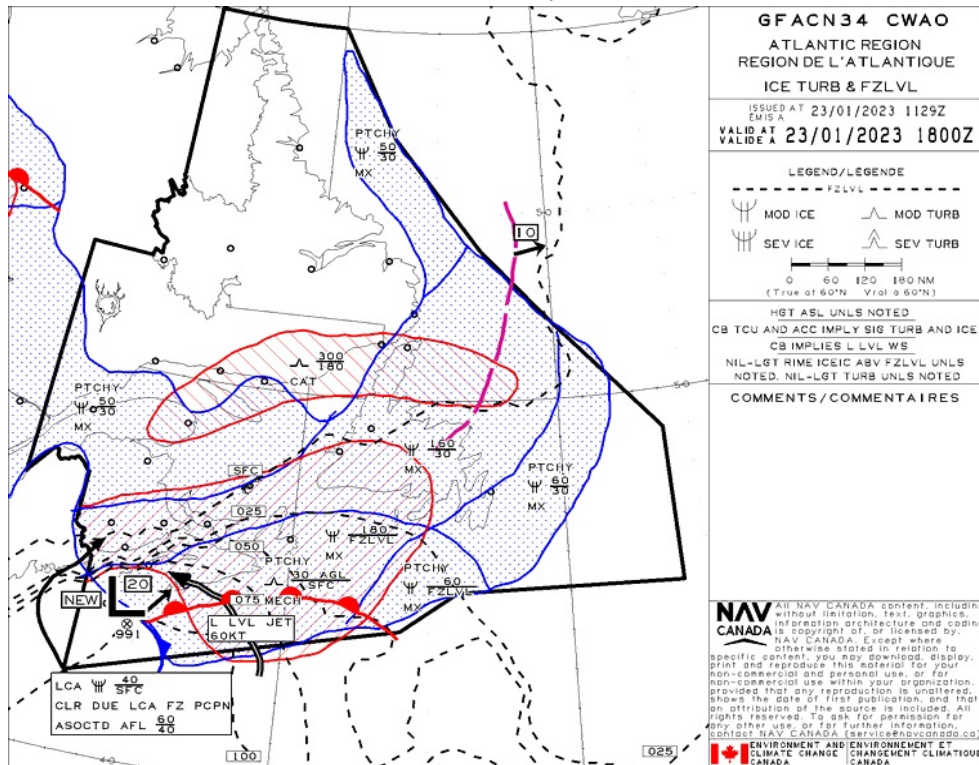 GFACN34 CWAO
ATLANTIC REGION
REGION DE L'ATLANTIQUE
ICE TURB & FZLVL
ISSUED AT 23/01/2023 1129Z
EMIS A
VALID AT 23/01/2023 1800Z
VALIDE A
LEGEND/LEGENDE
FZLVL
MOD ICE
MOD TURB
SEV ICE
SEV TURB
0 60 120 180 NM
(True at 60°N Vrai a 60°N)
HGT ASL UNLS NOTED
CB TCU AND ACC IMPLY SIG TURB AND ICE
CB IMPLIES L LVL WS
NIL-LGT RIME ICEIC ABV FZLVL UNLS
NOTED. NIL-LGT TURB UNLS NOTED
COMMENTS/COMMENTAIRES
PTCHY
50
30
MX
50
10
300
180
CAT
PTCHY
50
30
MX
50
160
30
MX
SFC
PTCHY
60
30
MX
025
180
FZLVL
MX
050
PTCHY
30 AGL
SFC
MECH
PTCHY
60
FZLVL
MX
L
20
NEW
075
991
L LVL JET
60KT
LCA 40
SFC
CLR DUE LCA FZ PCPN
ASOCTD AFL 60
40
40
100
025
NAV
CANADA
All NAV CANADA content, including
without limitation, text, graphics,
information architecture and coding
is copyright of, or licensed by,
NAV CANADA. Except where
otherwise stated in relation to
specific content, you may download, display,
print and reproduce this material for your
non-commercial and personal use, or for
non-commercial use within your organization,
provided that any reproduction is unaltered,
shows the date of first publication, and that
an attribution of the source is included. All
rights reserved. To ask for permission for
any other use, or for further information,
contact NAV CANADA (service@navcanada.ca)
ENVIRONMENT AND
CLIMATE CHANGE
CANADA
ENVIRONNEMENT ET
CHANGEMENT CLIMATIQUE
CANADA